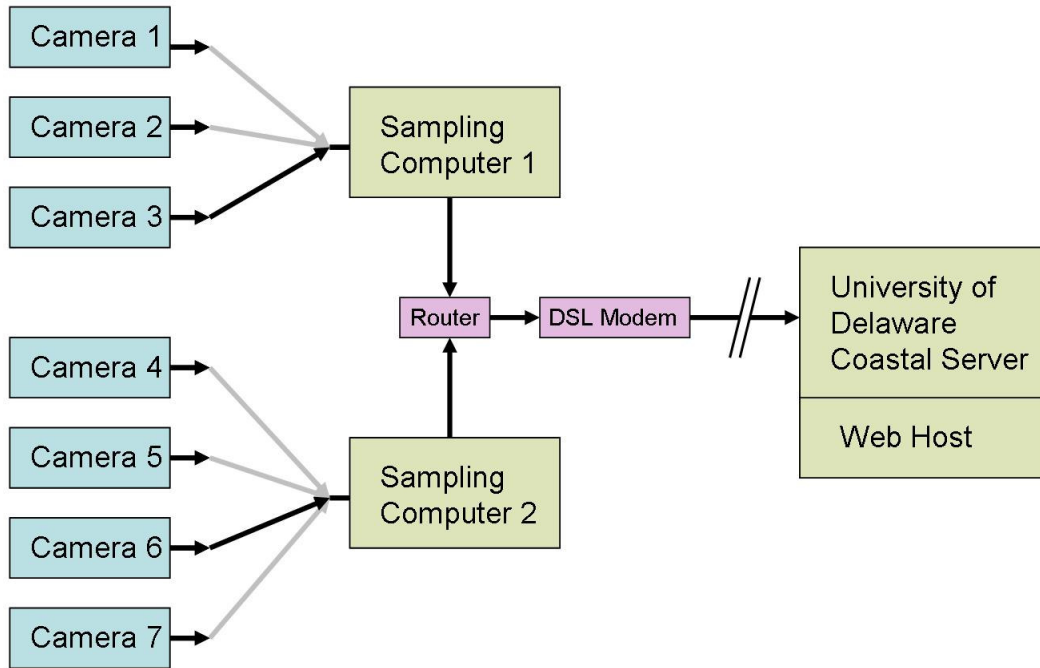 Camera 1
Camera 2
Camera 3
Sampling
Computer 1
Router
DSL Modem
University of
Delaware
Coastal Server
Web Host
Camera 4
Camera 5
Camera 6
Camera 7
Sampling
Computer 2